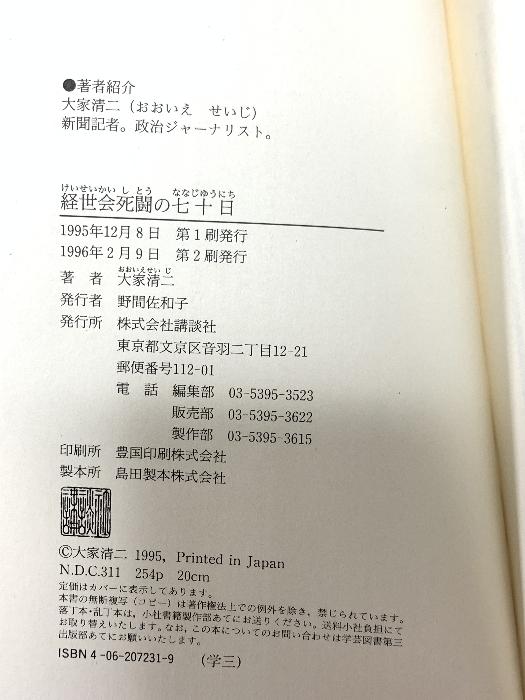 ●著者紹介
大家清二（おおいえ　せいじ）
新聞記者。政治ジャーナリスト。
けいせいかい し とう　ななじゆうにち
経世会死闘の七十日
1995年12月8日　第1刷発行
1996年2月9日　第2刷発行
おおいえせい じ
著　者　大家清二
発行者　野間佐和子
発行所　株式会社講談社
東京都文京区音羽二丁目12-21
郵便番号112-01
電　話　編集部　03-5395-3523
販売部　03-5395-3622
製作部　03-5395-3615
印刷所　豊国印刷株式会社
製本所　島田製本株式会社
©大家清二 1995, Printed in Japan
N.D.C.311　254p　20cm
定価はカバーに表示してあります。
本書の無断複写（コピー）は著作権法上での例外を除き、禁じられています。
落丁本・乱丁本は、小社書籍製作部あてにお送りください。送料小社負担にて
お取り替えいたします。なお、この本についてのお問い合わせは学芸図書第三
出版部あてにお願いいたします。
ISBN4-06-207231-9　（学三）